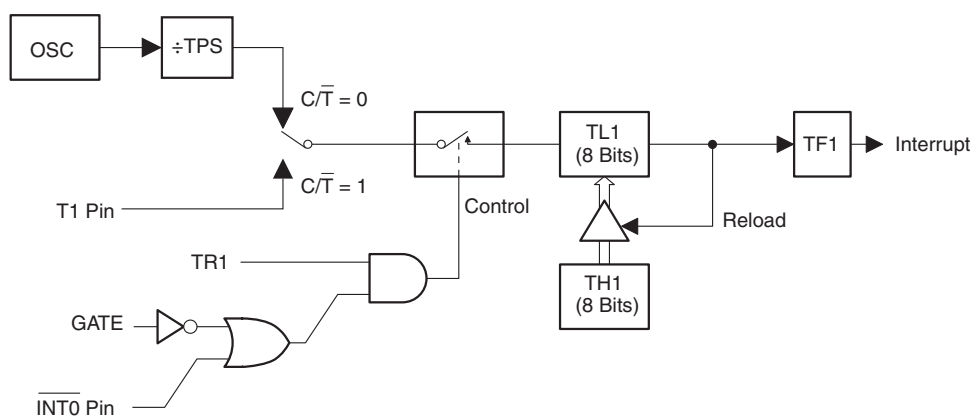 OSC
÷TPS
C/T̅ = 0
TL1
(8 Bits)
TF1
Interrupt
C/T̅ = 1
T1 Pin
Control
Reload
TR1
TH1
(8 Bits)
GATE
I̅N̅T̅0̅ Pin